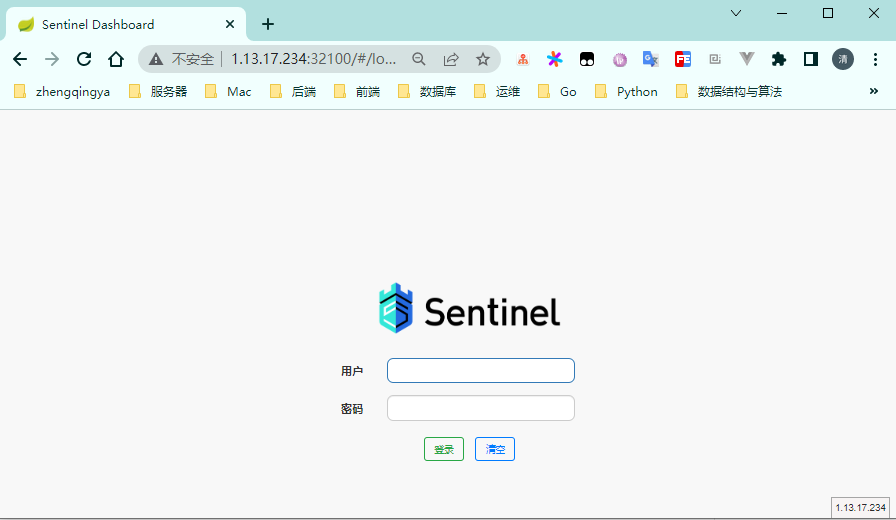 Sentinel Dashboard
不安全 1.13.17.234:32100/#/lo...
清
zhengqingya 服务器 Mac 后端 前端 数据库 运维 Go Python 数据结构与算法 »
Sentinel
用户
密码
登录 清空
1.13.17.234